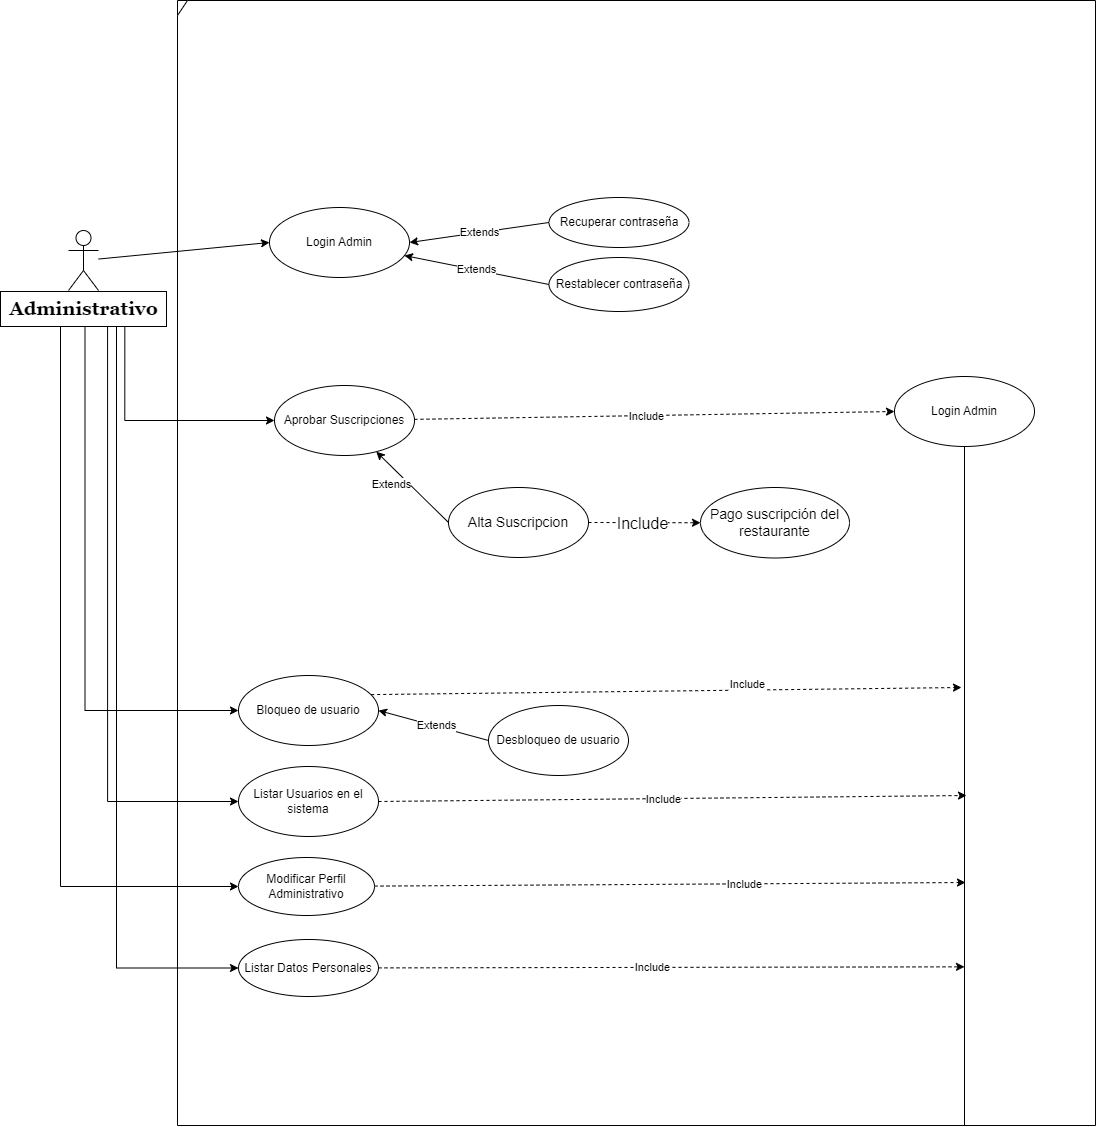 Recuperar contraseña
Login Admin
Extends
Extends
Restablecer contraseña
Administrativo
Aprobar Suscripciones
Include
Login Admin
Extends
Alta Suscripcion
Include
Pago suscripción del
restaurante
Bloqueo de usuario
Include
Extends
Desbloqueo de usuario
Listar Usuarios en el
sistema
Include
Modificar Perfil
Administrativo
Include
Listar Datos Personales
Include